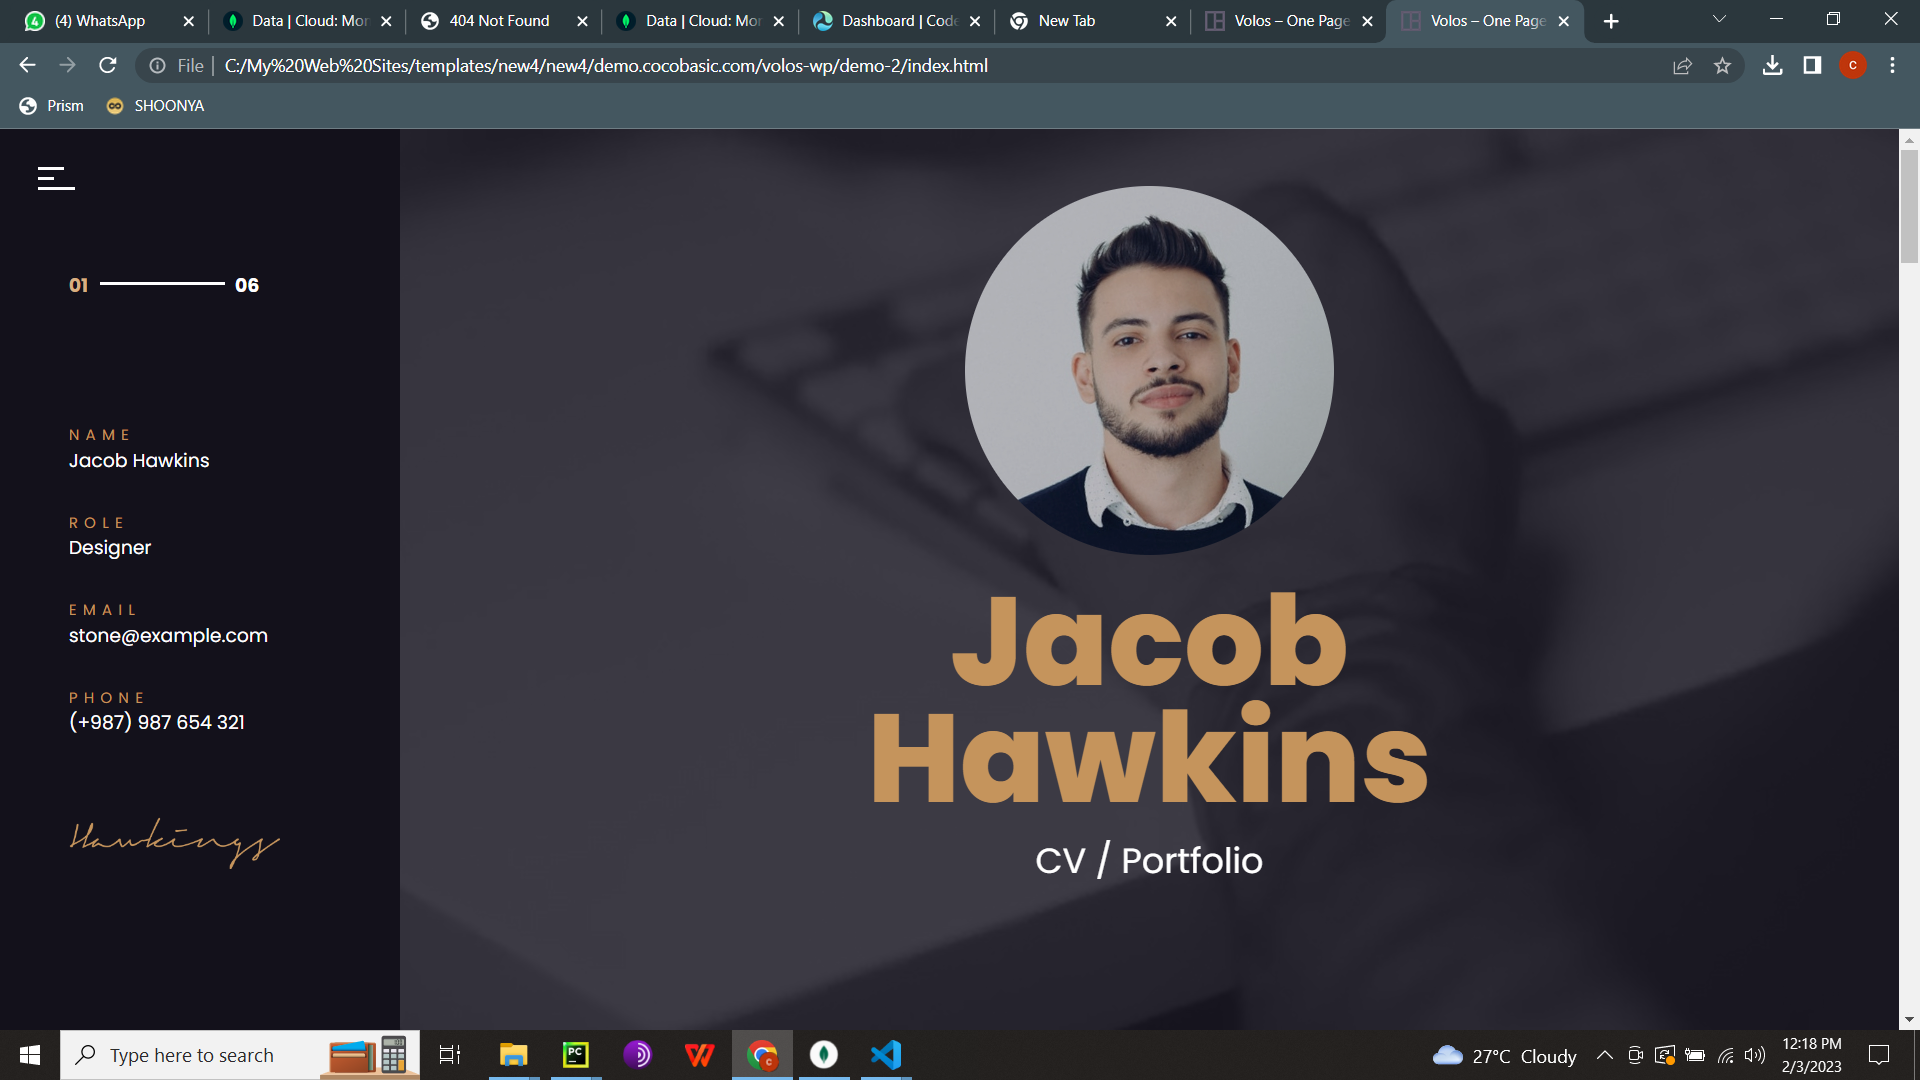 (4) WhatsApp
Data | Cloud: Mon
404 Not Found
Data | Cloud: Mon
Dashboard | Code
New Tab
Volos – One Page
Volos – One Page
File
C:/My%20Web%20Sites/templates/new4/new4/demo.cocobasic.com/volos-wp/demo-2/index.html
C
Prism
SHOONYA
01
06
NAME
Jacob Hawkins
ROLE
Designer
EMAIL
stone@example.com
PHONE
(+987) 987 654 321
Hawkings
Jacob
Hawkins
CV / Portfolio
Type here to search
PC
27°C Cloudy
12:18 PM
2/3/2023